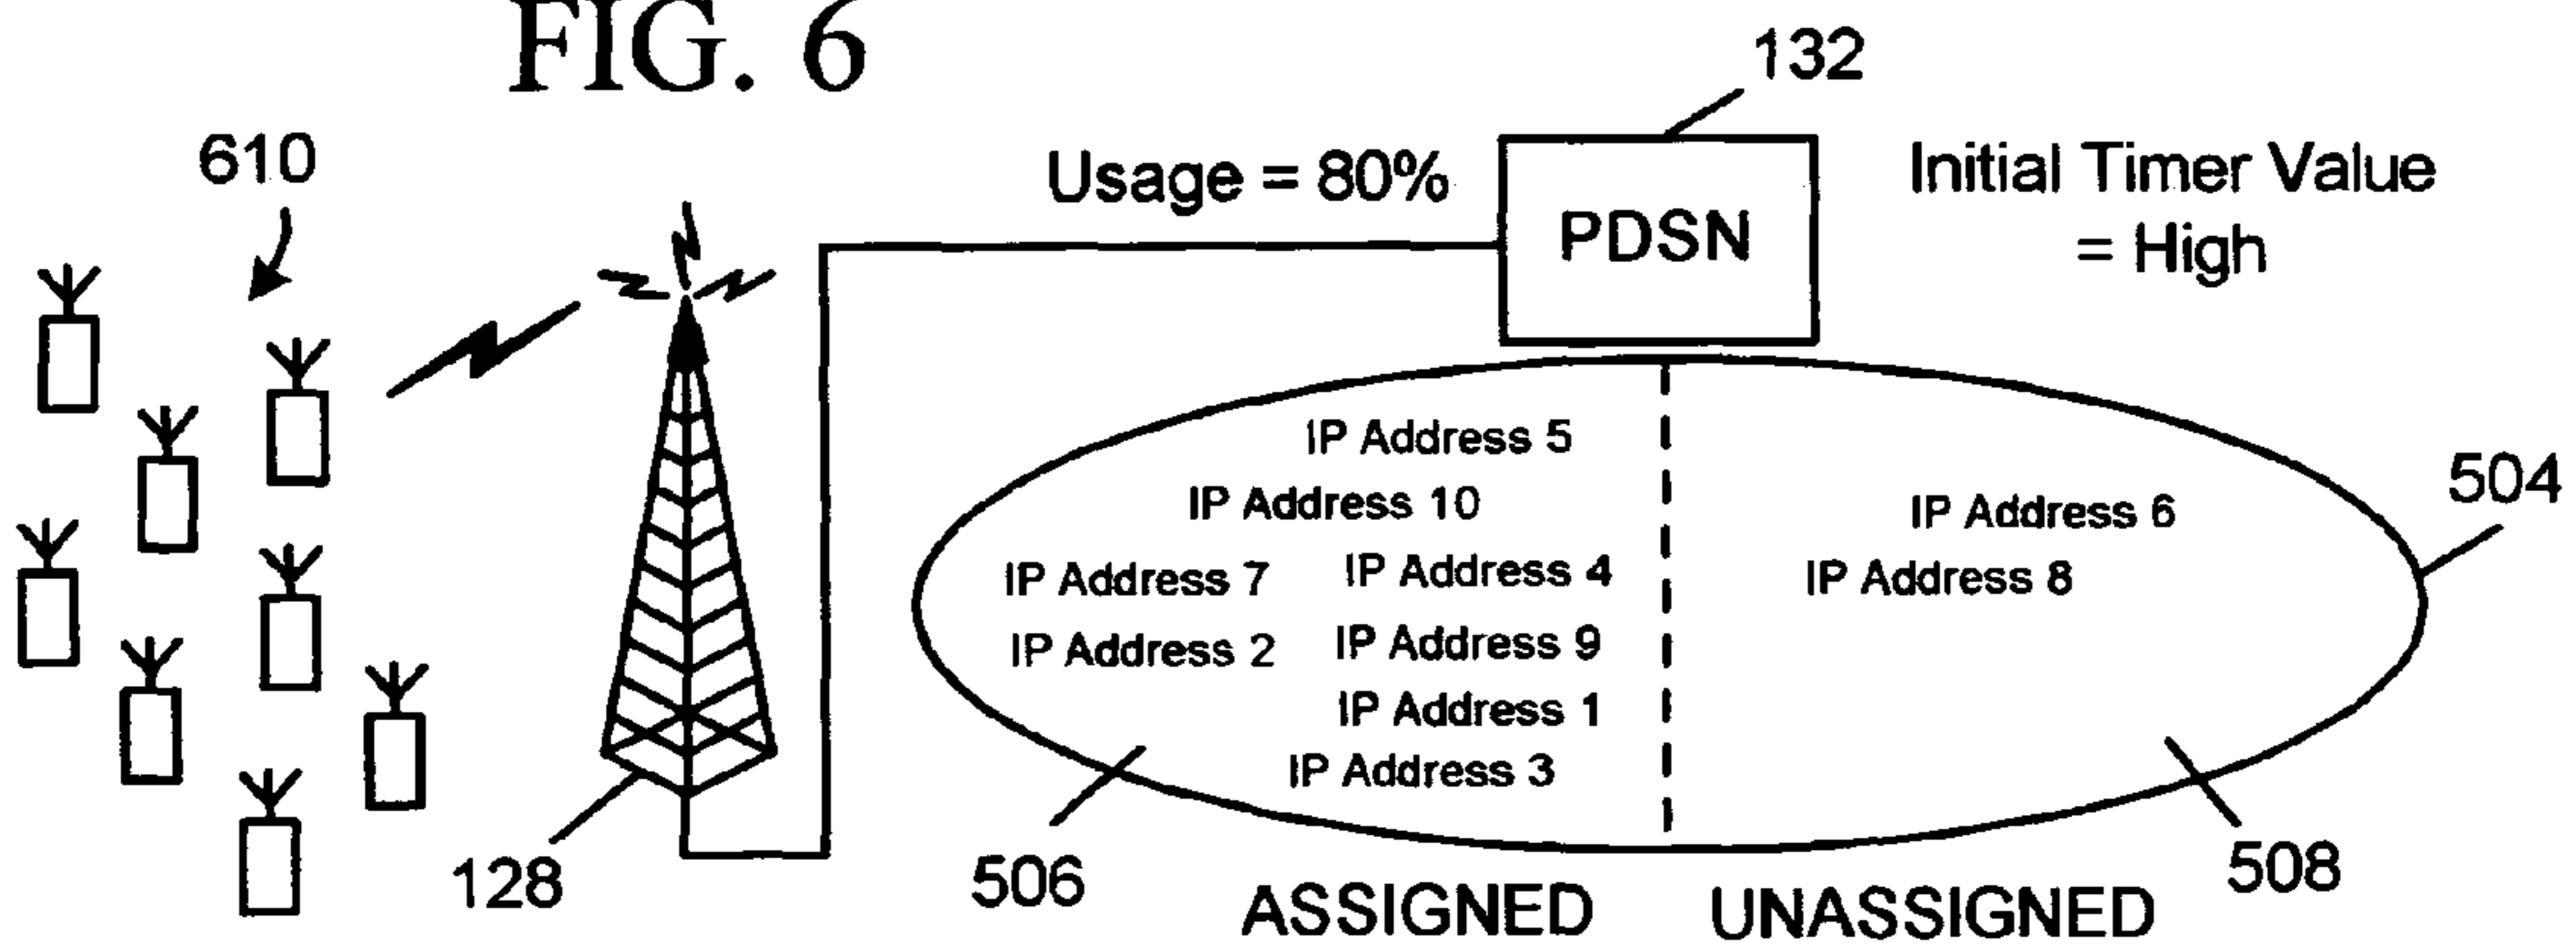 FIG. 6
132
610
Usage = 80%
PDSN
Initial Timer Value
= High
504
IP Address 5
IP Address 10
IP Address 6
IP Address 7
IP Address 4
IP Address 8
IP Address 2
IP Address 9
IP Address 1
IP Address 3
128
506
508
ASSIGNED
UNASSIGNED